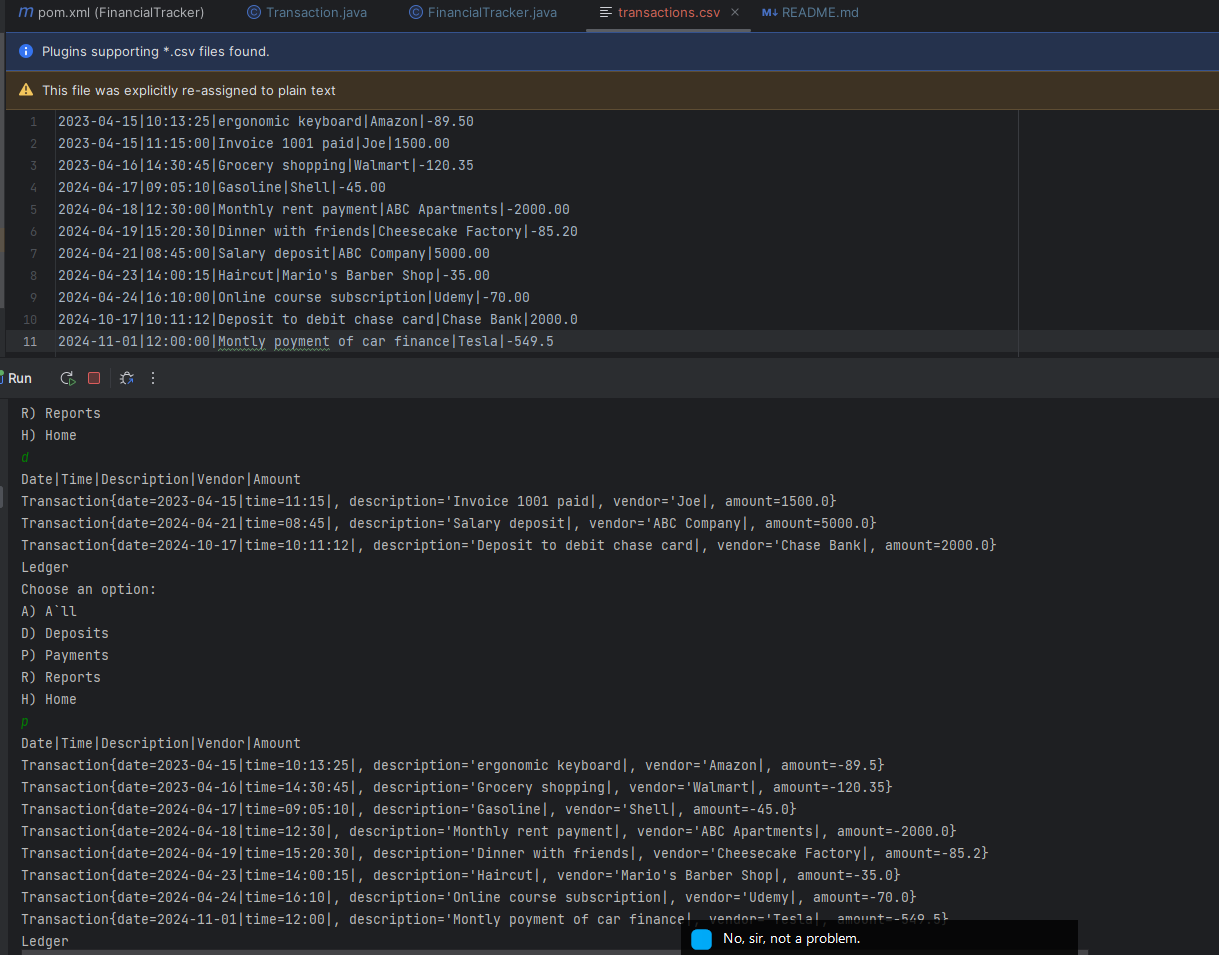 m pom.xml (FinancialTracker) © Transaction.java © FinancialTracker.java transactions.csv × M↓ README.md
Plugins supporting *.csv files found.
This file was explicitly re-assigned to plain text
1 2023-04-15|10:13:25|ergonomic keyboard|Amazon|-89.50
2 2023-04-15|11:15:00|Invoice 1001 paid|Joe|1500.00
3 2023-04-16|14:30:45|Grocery shopping|Walmart|-120.35
4 2024-04-17|09:05:10|Gasoline|Shell|-45.00
5 2024-04-18|12:30:00|Monthly rent payment|ABC Apartments|-2000.00
6 2024-04-19|15:20:30|Dinner with friends|Cheesecake Factory|-85.20
7 2024-04-21|08:45:00|Salary deposit|ABC Company|5000.00
8 2024-04-23|14:00:15|Haircut|Mario's Barber Shop|-35.00
9 2024-04-24|16:10:00|Online course subscription|Udemy|-70.00
10 2024-10-17|10:11:12|Deposit to debit chase card|Chase Bank|2000.0
11 2024-11-01|12:00:00|Montly poyment of car finance|Tesla|-549.5
Run
R) Reports
H) Home
d
Date|Time|Description|Vendor|Amount
Transaction{date=2023-04-15|time=11:15|, description='Invoice 1001 paid|, vendor='Joe|, amount=1500.0}
Transaction{date=2024-04-21|time=08:45|, description='Salary deposit|, vendor='ABC Company|, amount=5000.0}
Transaction{date=2024-10-17|time=10:11:12|, description='Deposit to debit chase card|, vendor='Chase Bank|, amount=2000.0}
Ledger
Choose an option:
A) A`ll
D) Deposits
P) Payments
R) Reports
H) Home
p
Date|Time|Description|Vendor|Amount
Transaction{date=2023-04-15|time=10:13:25|, description='ergonomic keyboard|, vendor='Amazon|, amount=-89.5}
Transaction{date=2023-04-16|time=14:30:45|, description='Grocery shopping|, vendor='Walmart|, amount=-120.35}
Transaction{date=2024-04-17|time=09:05:10|, description='Gasoline|, vendor='Shell|, amount=-45.0}
Transaction{date=2024-04-18|time=12:30|, description='Monthly rent payment|, vendor='ABC Apartments|, amount=-2000.0}
Transaction{date=2024-04-19|time=15:20:30|, description='Dinner with friends|, vendor='Cheesecake Factory|, amount=-85.2}
Transaction{date=2024-04-23|time=14:00:15|, description='Haircut|, vendor='Mario's Barber Shop|, amount=-35.0}
Transaction{date=2024-04-24|time=16:10|, description='Online course subscription|, vendor='Udemy|, amount=-70.0}
Transaction{date=2024-11-01|time=12:00|, description='Montly poyment of car finance|, vendor='Tesla|, amount=-549.5}
Ledger
No, sir, not a problem.